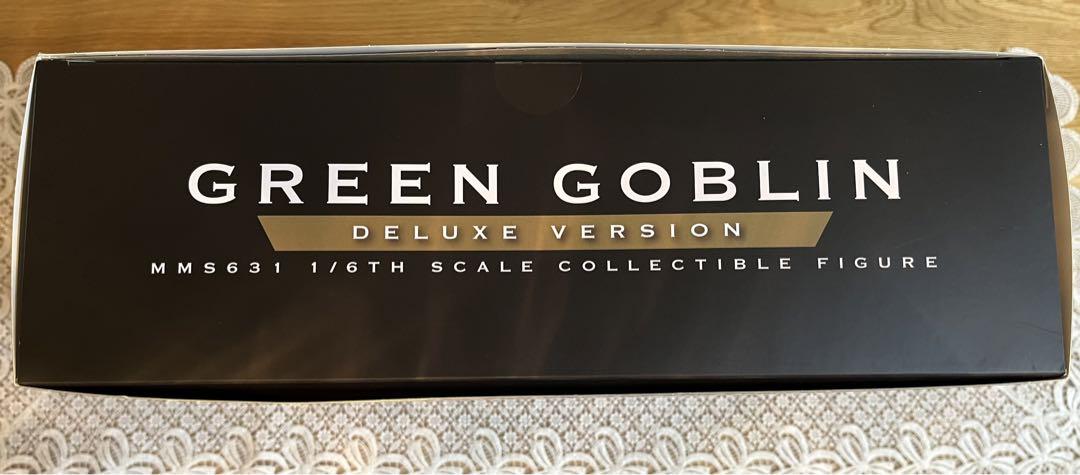 GREEN GOBLIN
DELUXE VERSION
MMS631 1/6TH SCALE COLLECTIBLE FIGURE